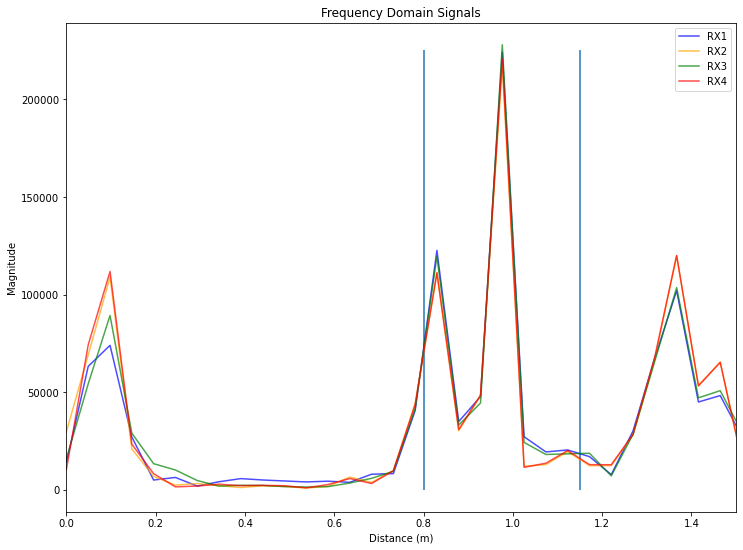 Frequency Domain Signals
RX1
RX2
RX3
RX4
Magnitude
200000
150000
100000
50000
0
0.0 0.2 0.4 0.6 0.8 1.0 1.2 1.4
Distance (m)